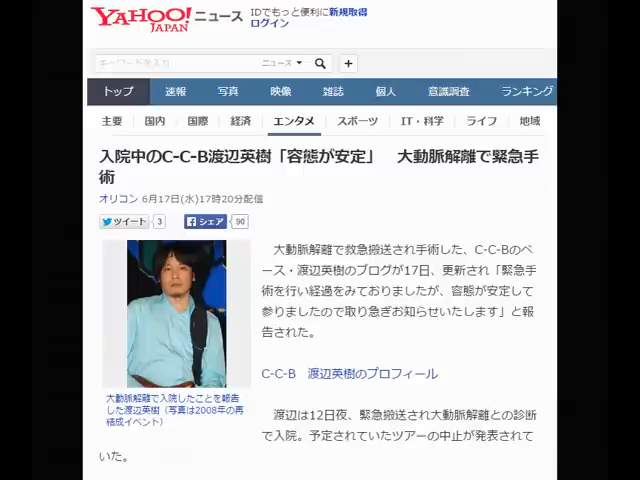 YAHOO! JAPAN ニュース
IDでもっと便利に新規取得
ログイン
キーワードを入力
ニュース
トップ 速報 写真 映像 雑誌 個人 意識調査 ランキング
主要 国内 国際 経済 エンタメ スポーツ IT・科学 ライフ 地域
入院中のC-C-B渡辺英樹「容態が安定」 大動脈解離で緊急手
術
オリコン 6月17日(水)17時20分配信
ツイート 3 シェア 90
大動脈解離で救急搬送され手術した、C-C-Bのベ
ース・渡辺英樹のブログが17日、更新され「緊急手
術を行い経過をみておりましたが、容態が安定して
参りましたので取り急ぎお知らせいたします」と報
告された。
C-C-B 渡辺英樹のプロフィール
大動脈解離で入院したことを報告
した渡辺英樹（写真は2008年の再
結成イベント）
渡辺は12日夜、緊急搬送され大動脈解離との診断
で入院。予定されていたツアーの中止が発表されて
いた。